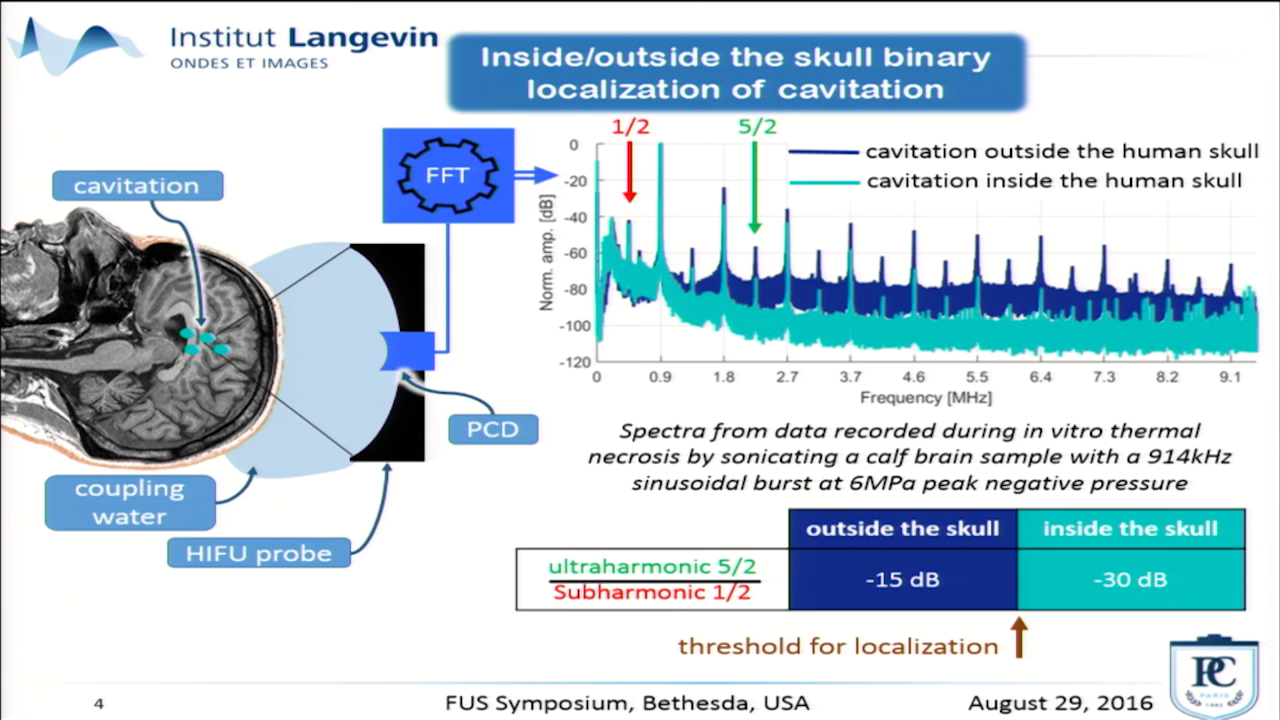 Institut Langevin
ONDES ET IMAGES
Inside/outside the skull binary
localization of cavitation
cavitation
FFT
PCD
coupling
water
HIFU probe
1/2
5/2
cavitation outside the human skull
cavitation inside the human skull
Norm. amp. [dB]
0
-20
-40
-60
-80
-100
-120
0
0.9
1.8
2.7
3.7
4.6
5.5
6.4
7.3
8.2
9.1
Frequency [MHz]
Spectra from data recorded during in vitro thermal
necrosis by sonicating a calf brain sample with a 914kHz
sinusoidal burst at 6MPa peak negative pressure
outside the skull
inside the skull
ultraharmonic 5/2
Subharmonic 1/2
-15 dB
-30 dB
threshold for localization
PC
PARIS
4
FUS Symposium, Bethesda, USA
August 29, 2016